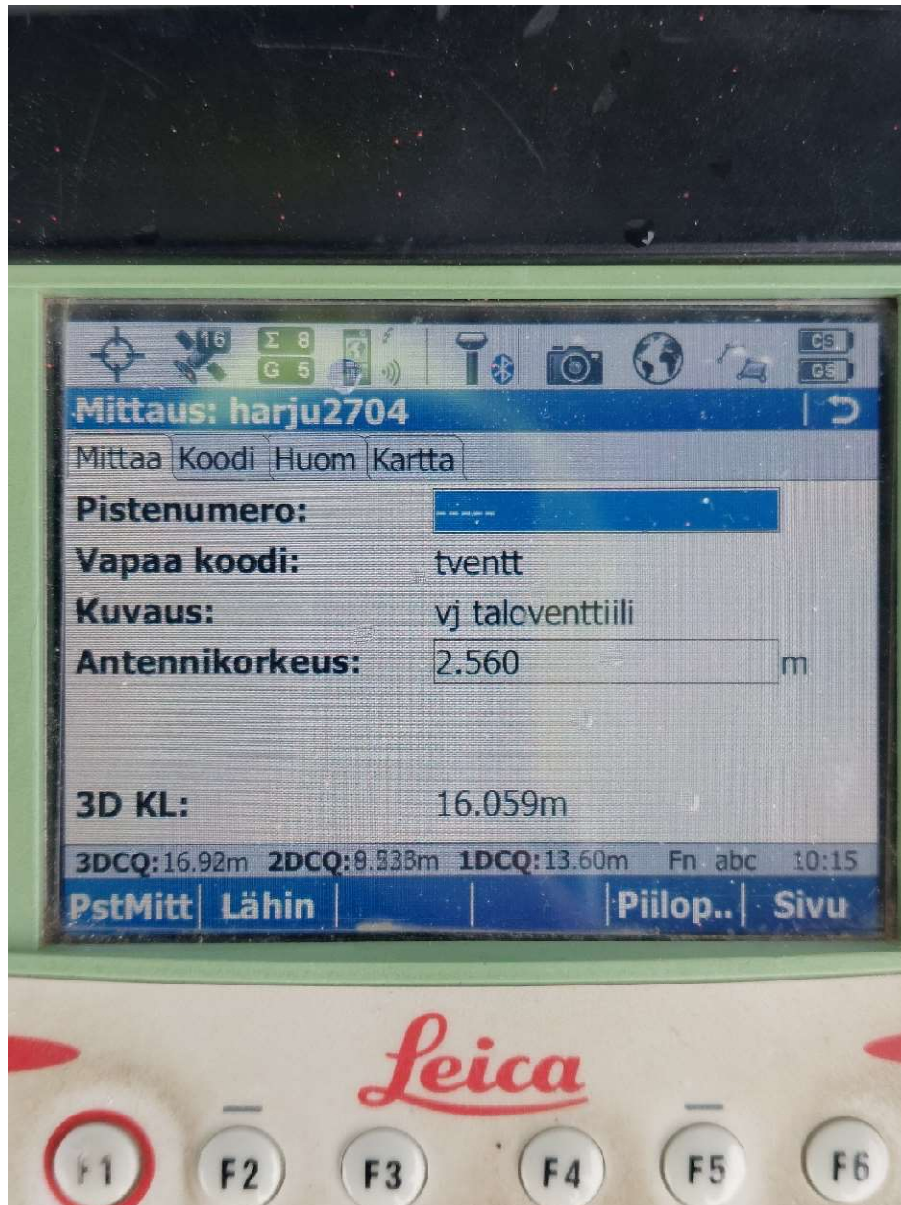 16 Σ 8 CS
G 5 GS
Mittaus: harju2704
Mittaa Koodi Huom Kartta
Pistenumero: -----
Vapaa koodi: tventt
Kuvaus: vj taloventtiili
Antennikorkeus: 2.560 m
3D KL: 16.059m
3DCQ:16.92m 2DCQ: 1DCQ:13.60m Fn abc 10:15
PstMitt Lähin Piilop.. Sivu
Leica
F1 F2 F3 F4 F5 F6